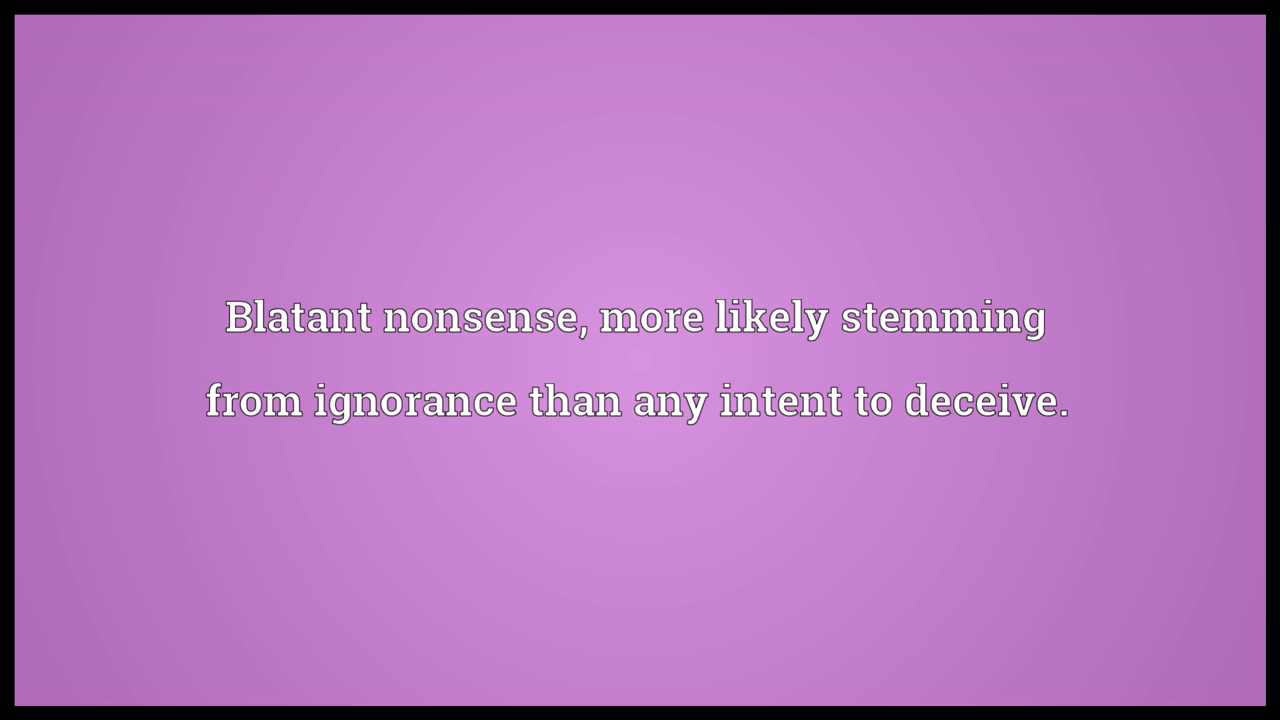 Blatant nonsense, more likely stemming
from ignorance than any intent to deceive.